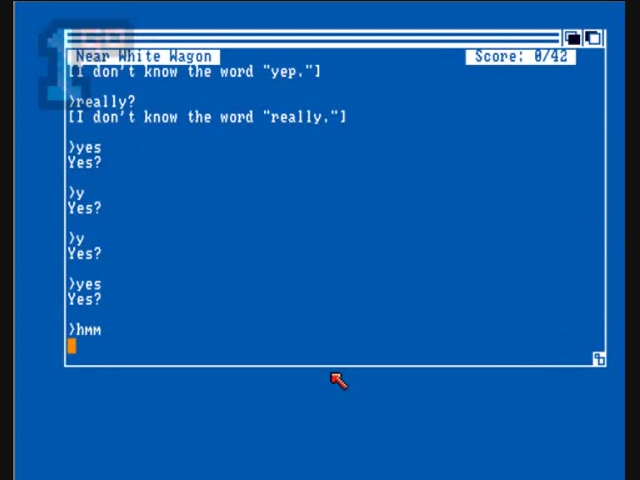 Near White Wagon Score: 0/42
[I don't know the word "yep."]
>really?
[I don't know the word "really."]
>yes
Yes?
>y
Yes?
>y
Yes?
>yes
Yes?
>hmm